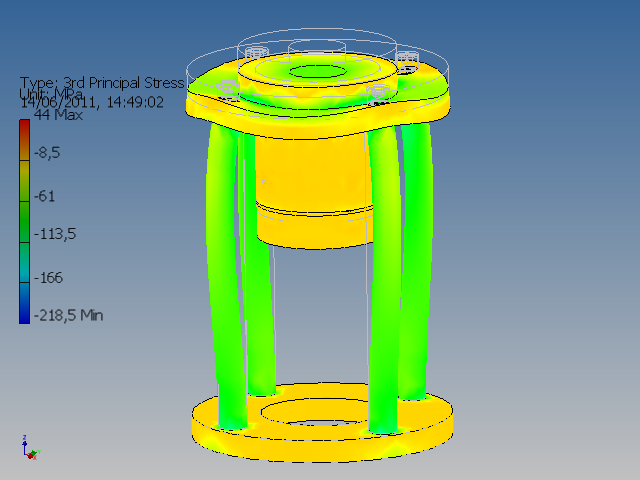 Type: 3rd Principal Stress
Unit: MPa
14/06/2011, 14:49:02
44 Max
-8,5
-61
-113,5
-166
-218,5 Min
z